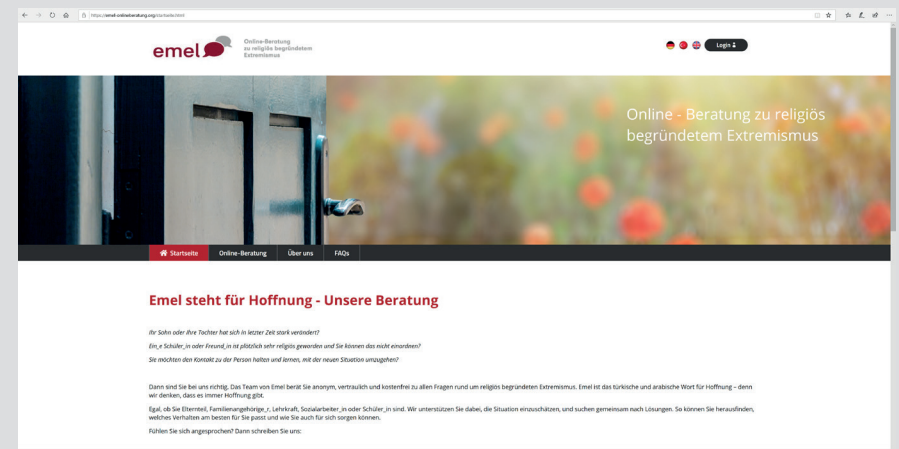 https://emel-onlineberatung.org/startseite.html
emel
Online-Beratung
zu religiös begründetem
Extremismus
Login
Online - Beratung zu religiös
begründetem Extremismus
Startseite
Online-Beratung
Über uns
FAQs
Emel steht für Hoffnung - Unsere Beratung
Ihr Sohn oder Ihre Tochter hat sich in letzter Zeit stark verändert?
Ein_e Schüler_in oder Freund_in ist plötzlich sehr religiös geworden und Sie können das nicht einordnen?
Sie möchten den Kontakt zu der Person halten und lernen, mit der neuen Situation umzugehen?
Dann sind Sie bei uns richtig. Das Team von Emel berät Sie anonym, vertraulich und kostenfrei zu allen Fragen rund um religiös begründeten Extremismus. Emel ist das türkische und arabische Wort für Hoffnung – denn
wir denken, dass es immer Hoffnung gibt.
Egal, ob Sie Elternteil, Familienangehörige_r, Lehrkraft, Sozialarbeiter_in oder Schüler_in sind. Wir unterstützen Sie dabei, die Situation einzuschätzen, und suchen gemeinsam nach Lösungen. So können Sie herausfinden,
welches Verhalten am besten für Sie passt und wie Sie auch für sich sorgen können.
Fühlen Sie sich angesprochen? Dann schreiben Sie uns: